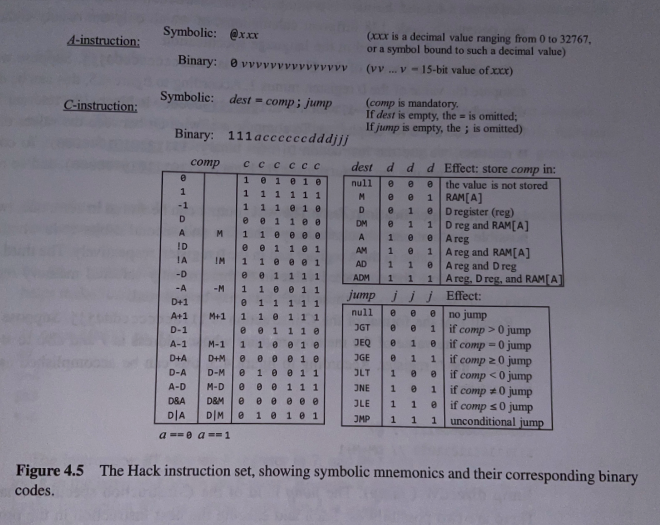 A-instruction: Symbolic: @xxx (xxx is a decimal value ranging from 0 to 32767,
or a symbol bound to such a decimal value)
Binary: 0 vvvvvvvvvvvvvvv (vv ... v = 15-bit value of xxx)
C-instruction: Symbolic: dest = comp ; jump (comp is mandatory.
If dest is empty, the = is omitted;
If jump is empty, the ; is omitted)
Binary: 111accccccdddjjj
comp c c c c c c
0 1 0 1 0 1 0
1 1 1 1 1 1 1
-1 1 1 1 0 1 0
D 0 0 1 1 0 0
A M 1 1 0 0 0 0
!D 0 0 1 1 0 1
!A !M 1 1 0 0 0 1
-D 0 0 1 1 1 1
-A -M 1 1 0 0 1 1
D+1 0 1 1 1 1 1
A+1 M+1 1 1 0 1 1 1
D-1 0 0 1 1 1 0
A-1 M-1 1 1 0 0 1 0
D+A D+M 0 0 0 0 1 0
D-A D-M 0 1 0 0 1 1
A-D M-D 0 0 0 1 1 1
D&A D&M 0 0 0 0 0 0
D|A D|M 0 1 0 1 0 1
a == 0 a == 1
dest d d d Effect: store comp in:
null 0 0 0 the value is not stored
M 0 0 1 RAM[A]
D 0 1 0 D register (reg)
DM 0 1 1 D reg and RAM[A]
A 1 0 0 A reg
AM 1 0 1 A reg and RAM[A]
AD 1 1 0 A reg and D reg
ADM 1 1 1 A reg, D reg, and RAM[A]
jump j j j Effect:
null 0 0 0 no jump
JGT 0 0 1 if comp > 0 jump
JEQ 0 1 0 if comp = 0 jump
JGE 0 1 1 if comp ≥ 0 jump
JLT 1 0 0 if comp < 0 jump
JNE 1 0 1 if comp ≠ 0 jump
JLE 1 1 0 if comp ≤ 0 jump
JMP 1 1 1 unconditional jump
Figure 4.5 The Hack instruction set, showing symbolic mnemonics and their corresponding binary
codes.